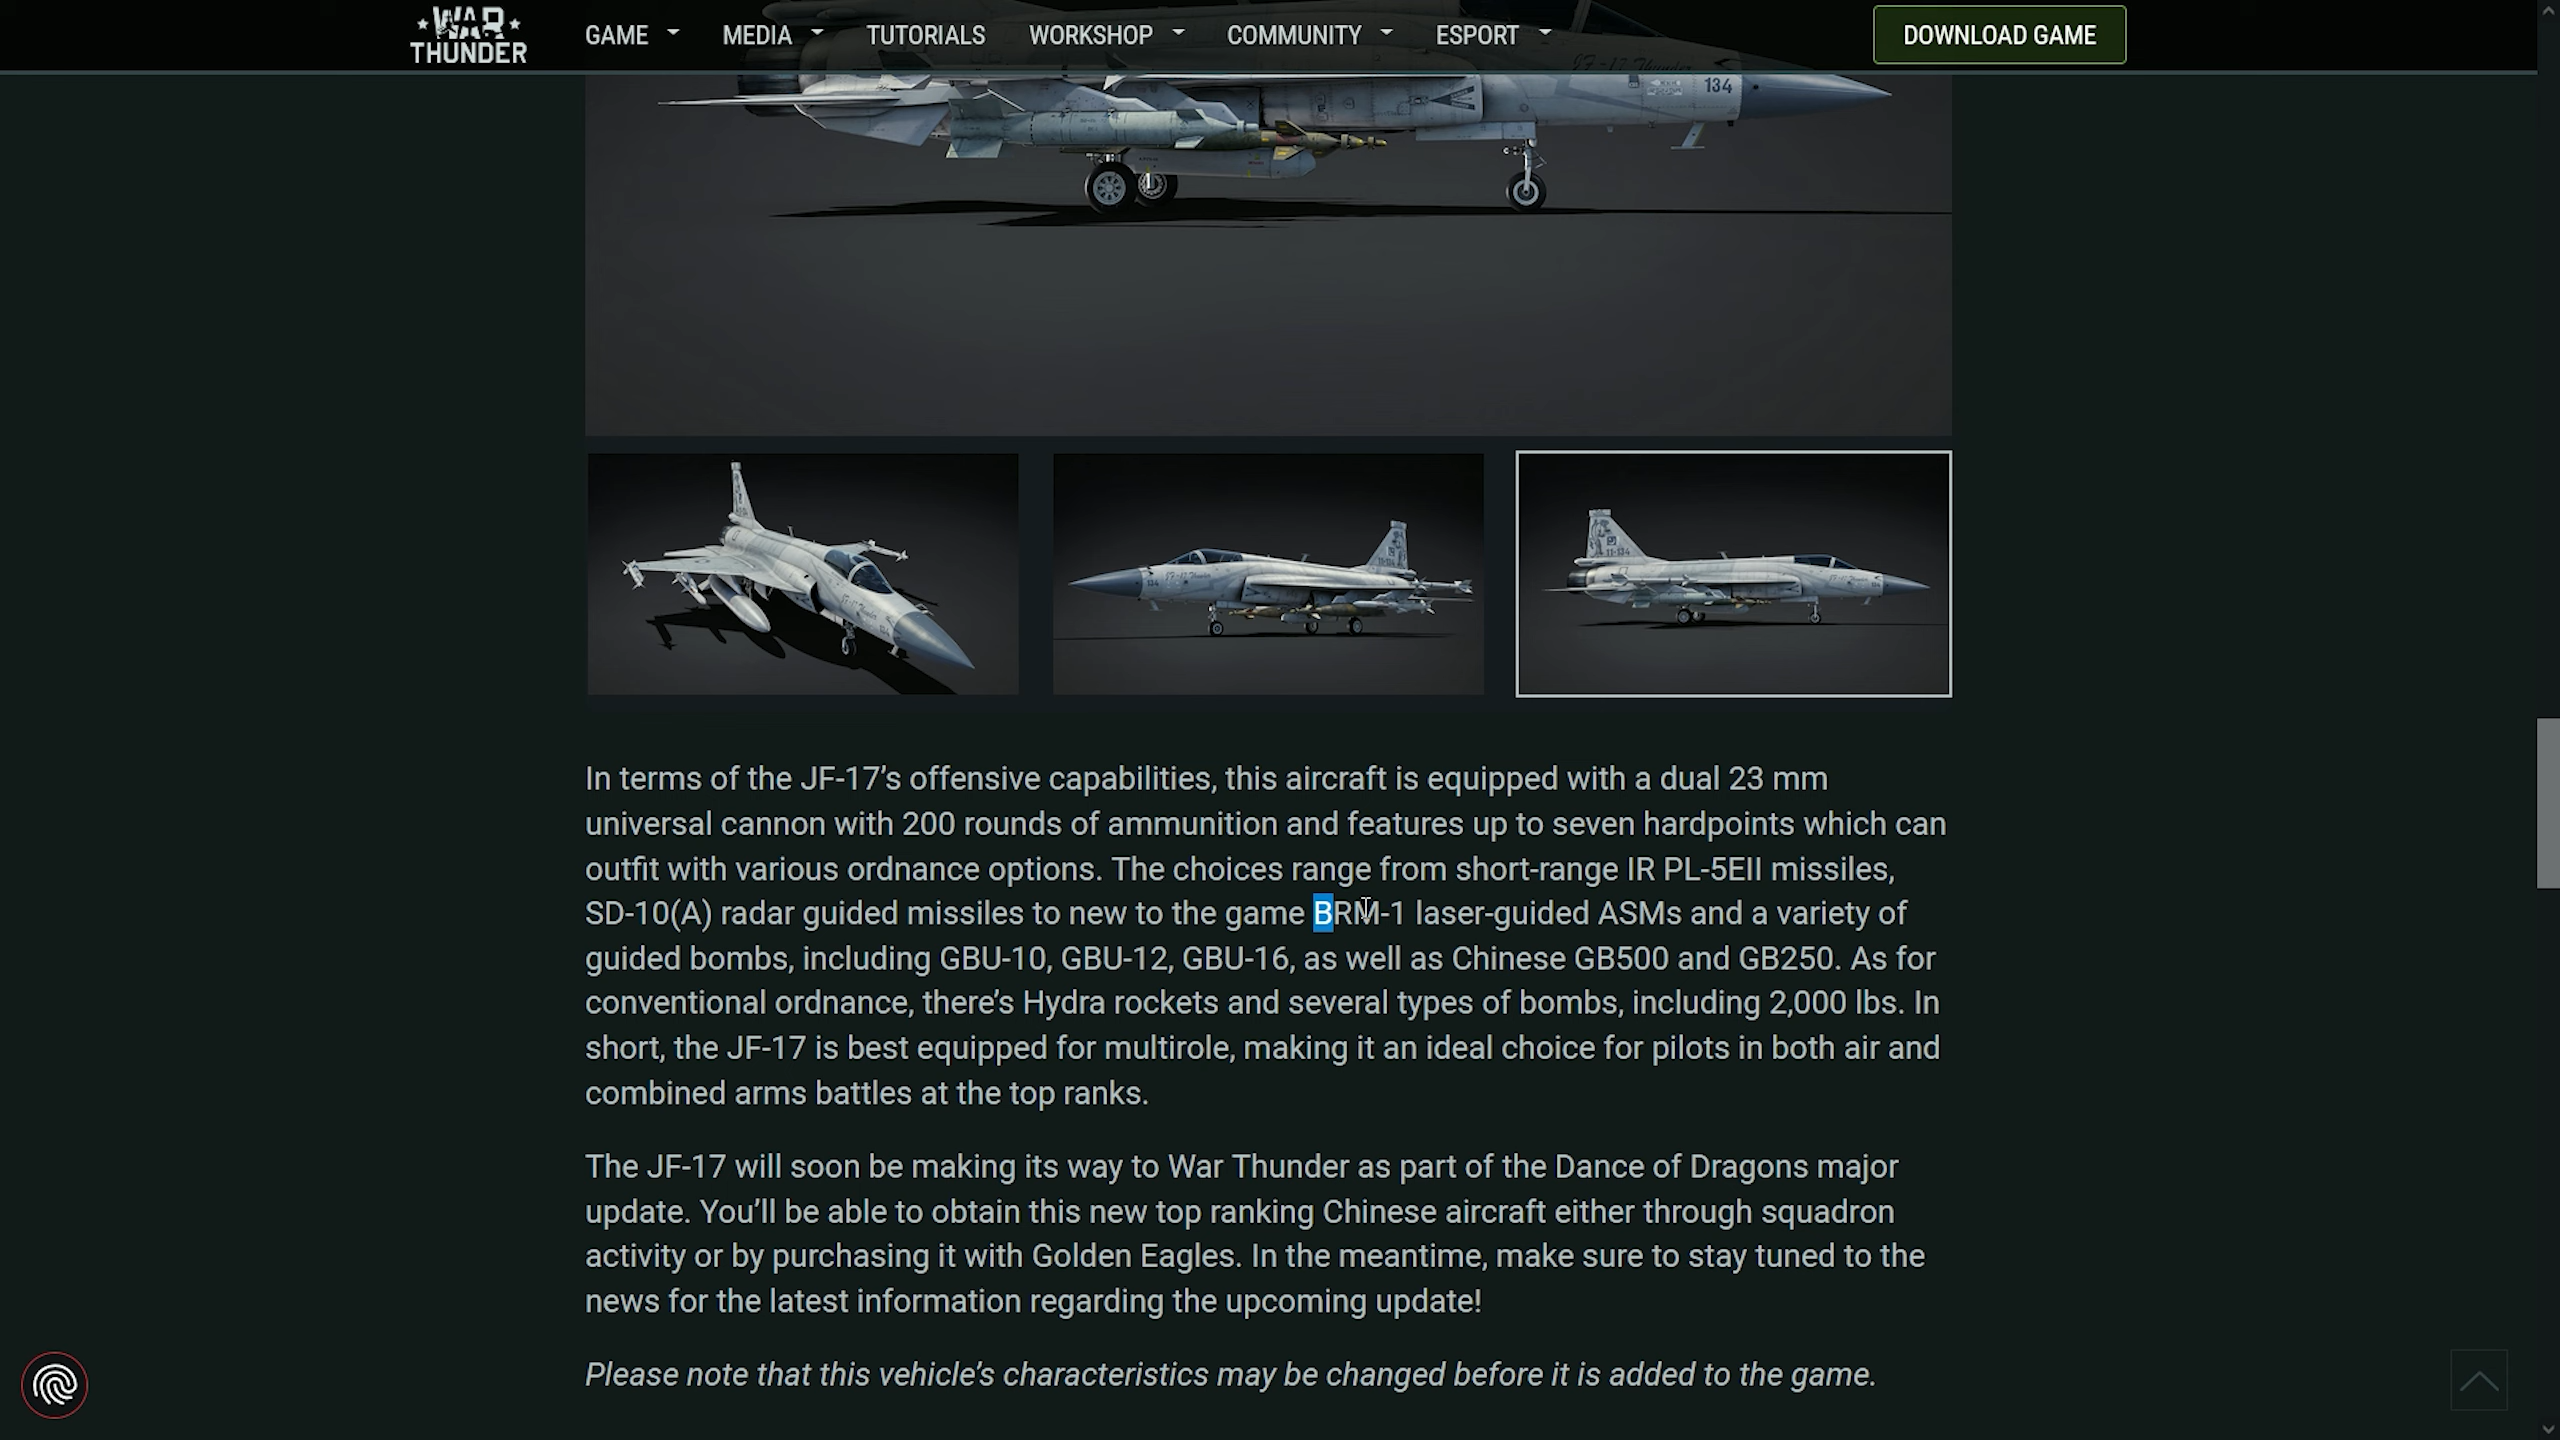 WAR
THUNDER
GAME
MEDIA
TUTORIALS
WORKSHOP
COMMUNITY
ESPORT
DOWNLOAD GAME
JF-17 Thunder
134
In terms of the JF-17’s offensive capabilities, this aircraft is equipped with a dual 23 mm
universal cannon with 200 rounds of ammunition and features up to seven hardpoints which can
outfit with various ordnance options. The choices range from short-range IR PL-5EII missiles,
SD-10(A) radar guided missiles to new to the game BRM-1 laser-guided ASMs and a variety of
guided bombs, including GBU-10, GBU-12, GBU-16, as well as Chinese GB500 and GB250. As for
conventional ordnance, there’s Hydra rockets and several types of bombs, including 2,000 lbs. In
short, the JF-17 is best equipped for multirole, making it an ideal choice for pilots in both air and
combined arms battles at the top ranks.
The JF-17 will soon be making its way to War Thunder as part of the Dance of Dragons major
update. You’ll be able to obtain this new top ranking Chinese aircraft either through squadron
activity or by purchasing it with Golden Eagles. In the meantime, make sure to stay tuned to the
news for the latest information regarding the upcoming update!
Please note that this vehicle’s characteristics may be changed before it is added to the game.